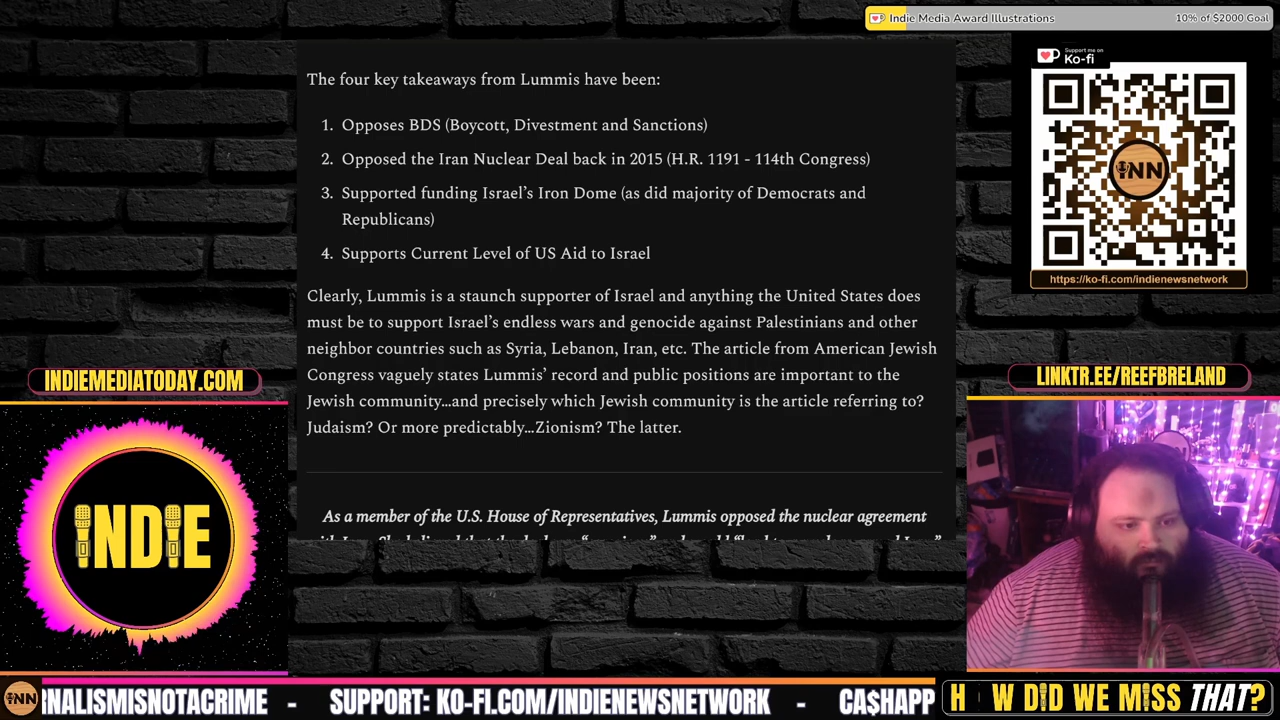 Indie Media Award Illustrations
10% of $2000 Goal
Support me on
Ko-fi
INN
https://ko-fi.com/indienewsnetwork
The four key takeaways from Lummis have been:
1. Opposes BDS (Boycott, Divestment and Sanctions)
2. Opposed the Iran Nuclear Deal back in 2015 (H.R. 1191 - 114th Congress)
3. Supported funding Israel’s Iron Dome (as did majority of Democrats and
Republicans)
4. Supports Current Level of US Aid to Israel
Clearly, Lummis is a staunch supporter of Israel and anything the United States does
must be to support Israel’s endless wars and genocide against Palestinians and other
neighbor countries such as Syria, Lebanon, Iran, etc. The article from American Jewish
Congress vaguely states Lummis’ record and public positions are important to the
Jewish community…and precisely which Jewish community is the article referring to?
Judaism? Or more predictably…Zionism? The latter.
As a member of the U.S. House of Representatives, Lummis opposed the nuclear agreement
INDIEMEDIATODAY.COM
LINKTR.EE/REEFBRELAND
INDIE
INN
RNALISMISNOTACRIME - SUPPORT: KO-FI.COM/INDIENEWSNETWORK - CA$HAPP
H W DID WE MISS THAT?